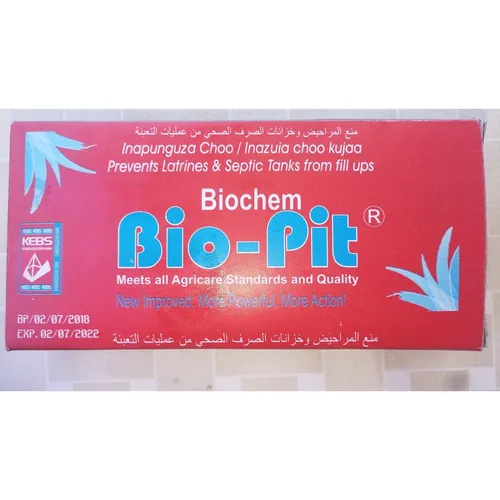 منع المراحيض وخزانات الصرف الصحي من عمليات التعبئة
Inapunguza Choo / Inazuia choo kujaa
Prevents Latrines & Septic Tanks from fill ups
Biochem
Bio-Pit ®
Meets all Agricare Standards and Quality
New Improved. More Powerful, More Action!
KEBS
BP/02/07/2018
EXP. 02/07/2022
منع المراحيض وخزانات الصرف الصحي من عمليات التعبئة